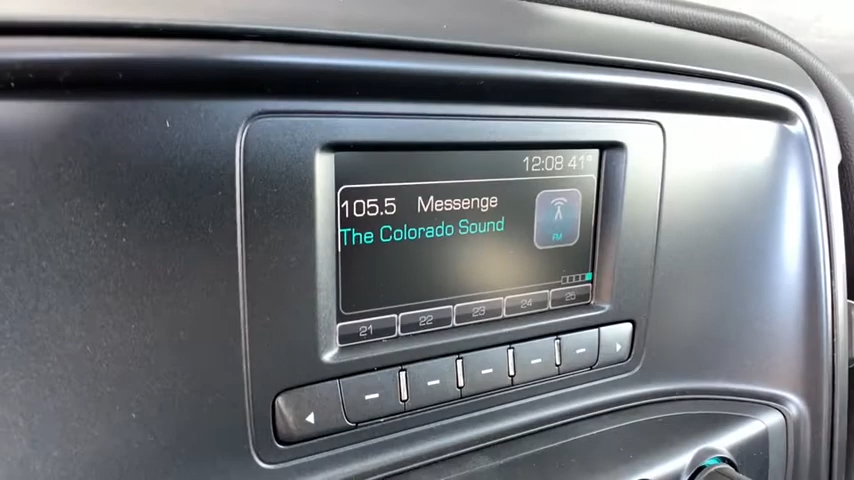 12:08 41°
105.5 Messenge
The Colorado Sound
FM
21 22 23 24 25